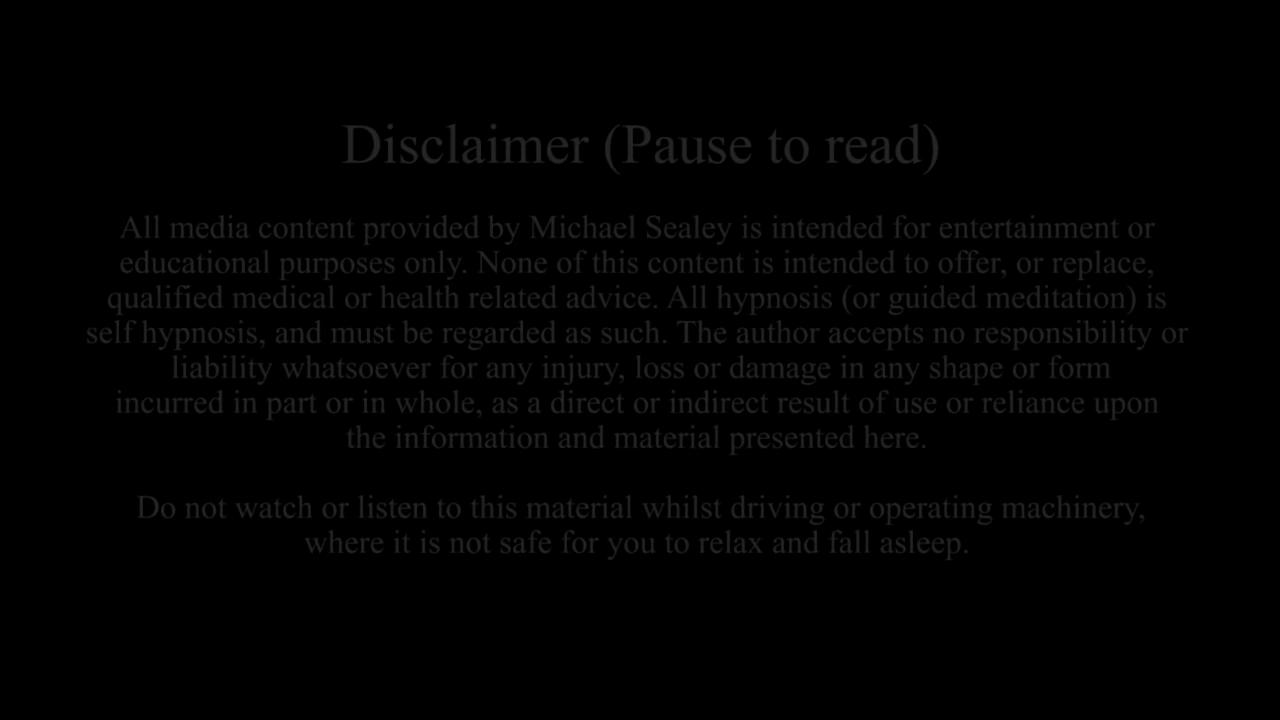 Disclaimer (Pause to read)
All media content provided by Michael Sealey is intended for entertainment or
educational purposes only. None of this content is intended to offer, or replace,
qualified medical or health related advice. All hypnosis (or guided meditation) is
self hypnosis, and must be regarded as such. The author accepts no responsibility or
liability whatsoever for any injury, loss or damage in any shape or form
incurred in part or in whole, as a direct or indirect result of use or reliance upon
the information and material presented here.
Do not watch or listen to this material whilst driving or operating machinery,
where it is not safe for you to relax and fall asleep.